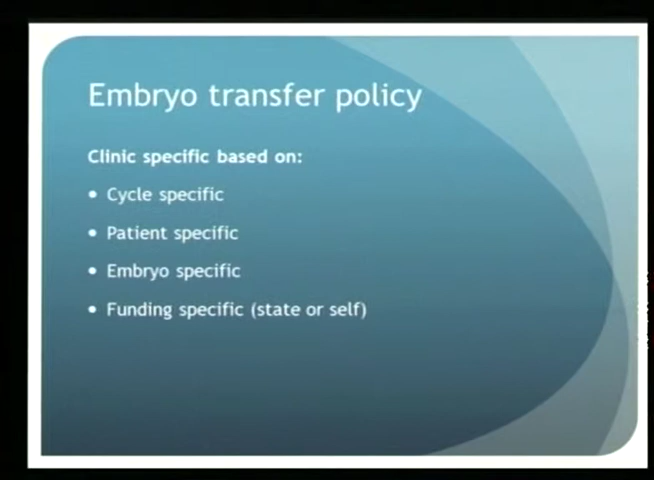 Embryo transfer policy
Clinic specific based on:
• Cycle specific
• Patient specific
• Embryo specific
• Funding specific (state or self)